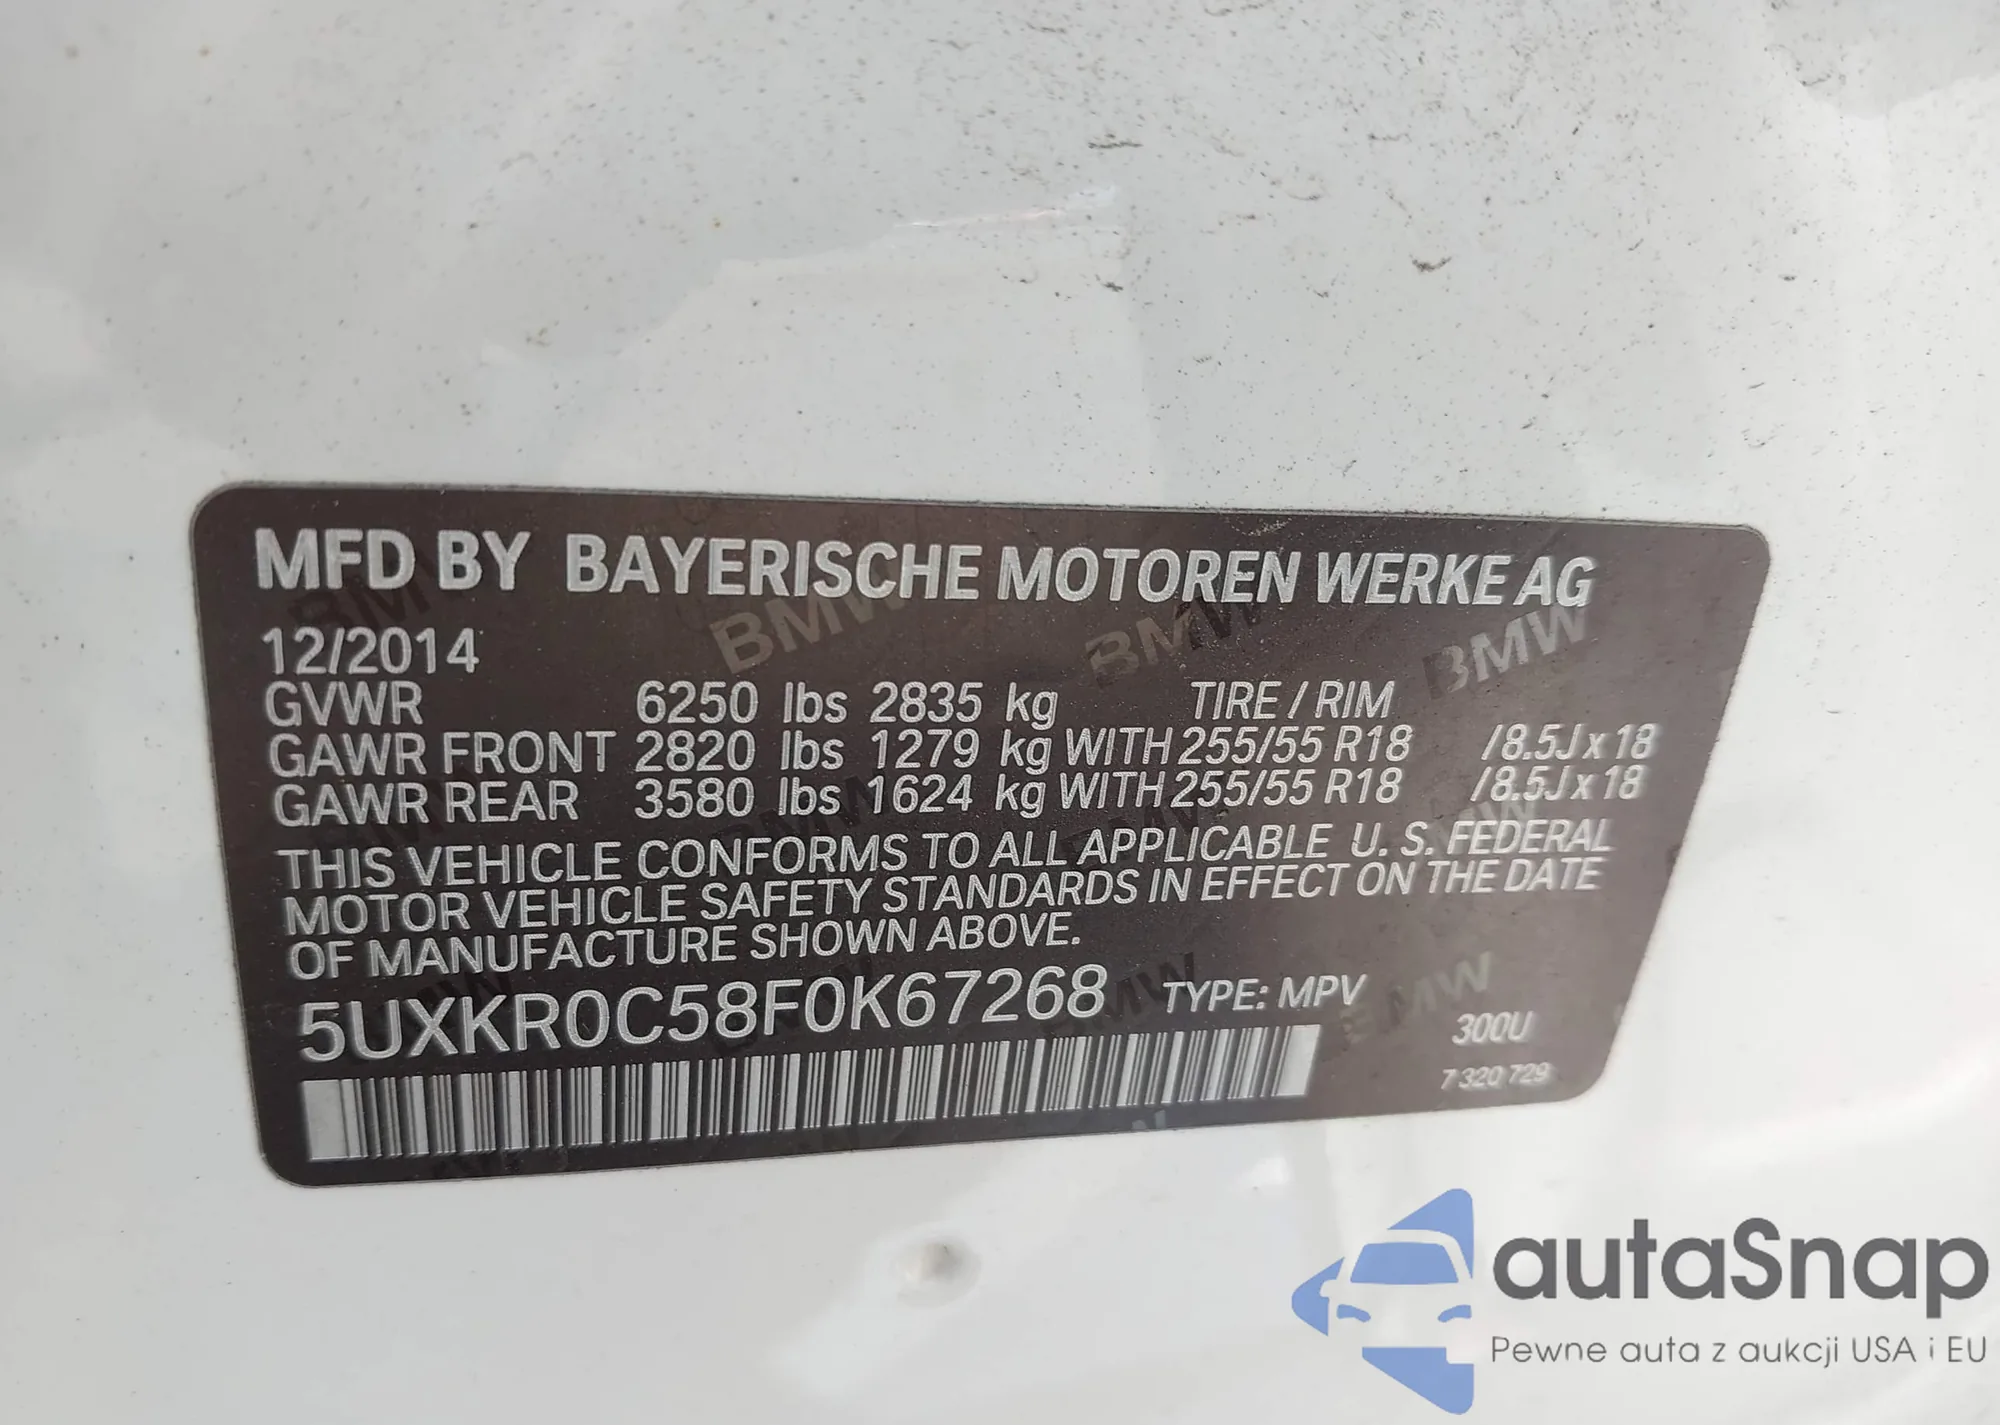 MFD BY BAYERISCHE MOTOREN WERKE AG
12/2014
GVWR 6250 lbs 2835 kg TIRE / RIM
GAWR FRONT 2820 lbs 1279 kg WITH 255/55 R18 /8.5J x 18
GAWR REAR 3580 lbs 1624 kg WITH 255/55 R18 /8.5J x 18
THIS VEHICLE CONFORMS TO ALL APPLICABLE U. S. FEDERAL
MOTOR VEHICLE SAFETY STANDARDS IN EFFECT ON THE DATE
OF MANUFACTURE SHOWN ABOVE.
5UXKR0C58F0K67268 TYPE: MPV
300U
7 320 729
autaSnap
Pewne auta z aukcji USA i EU